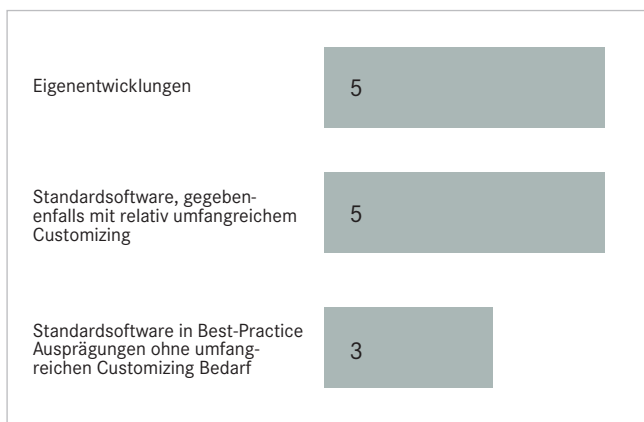 Eigenentwicklungen
5
Standardsoftware, gegeben-
enfalls mit relativ umfangreichem
Customizing
5
Standardsoftware in Best-Practice
Ausprägungen ohne umfang-
reichen Customizing Bedarf
3